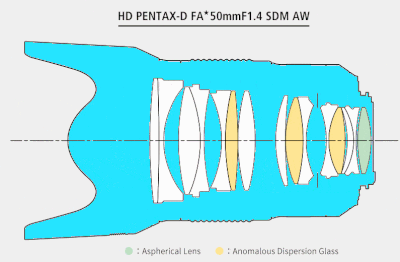 HD PENTAX-D FA*50mmF1.4 SDM AW
: Aspherical Lens : Anomalous Dispersion Glass